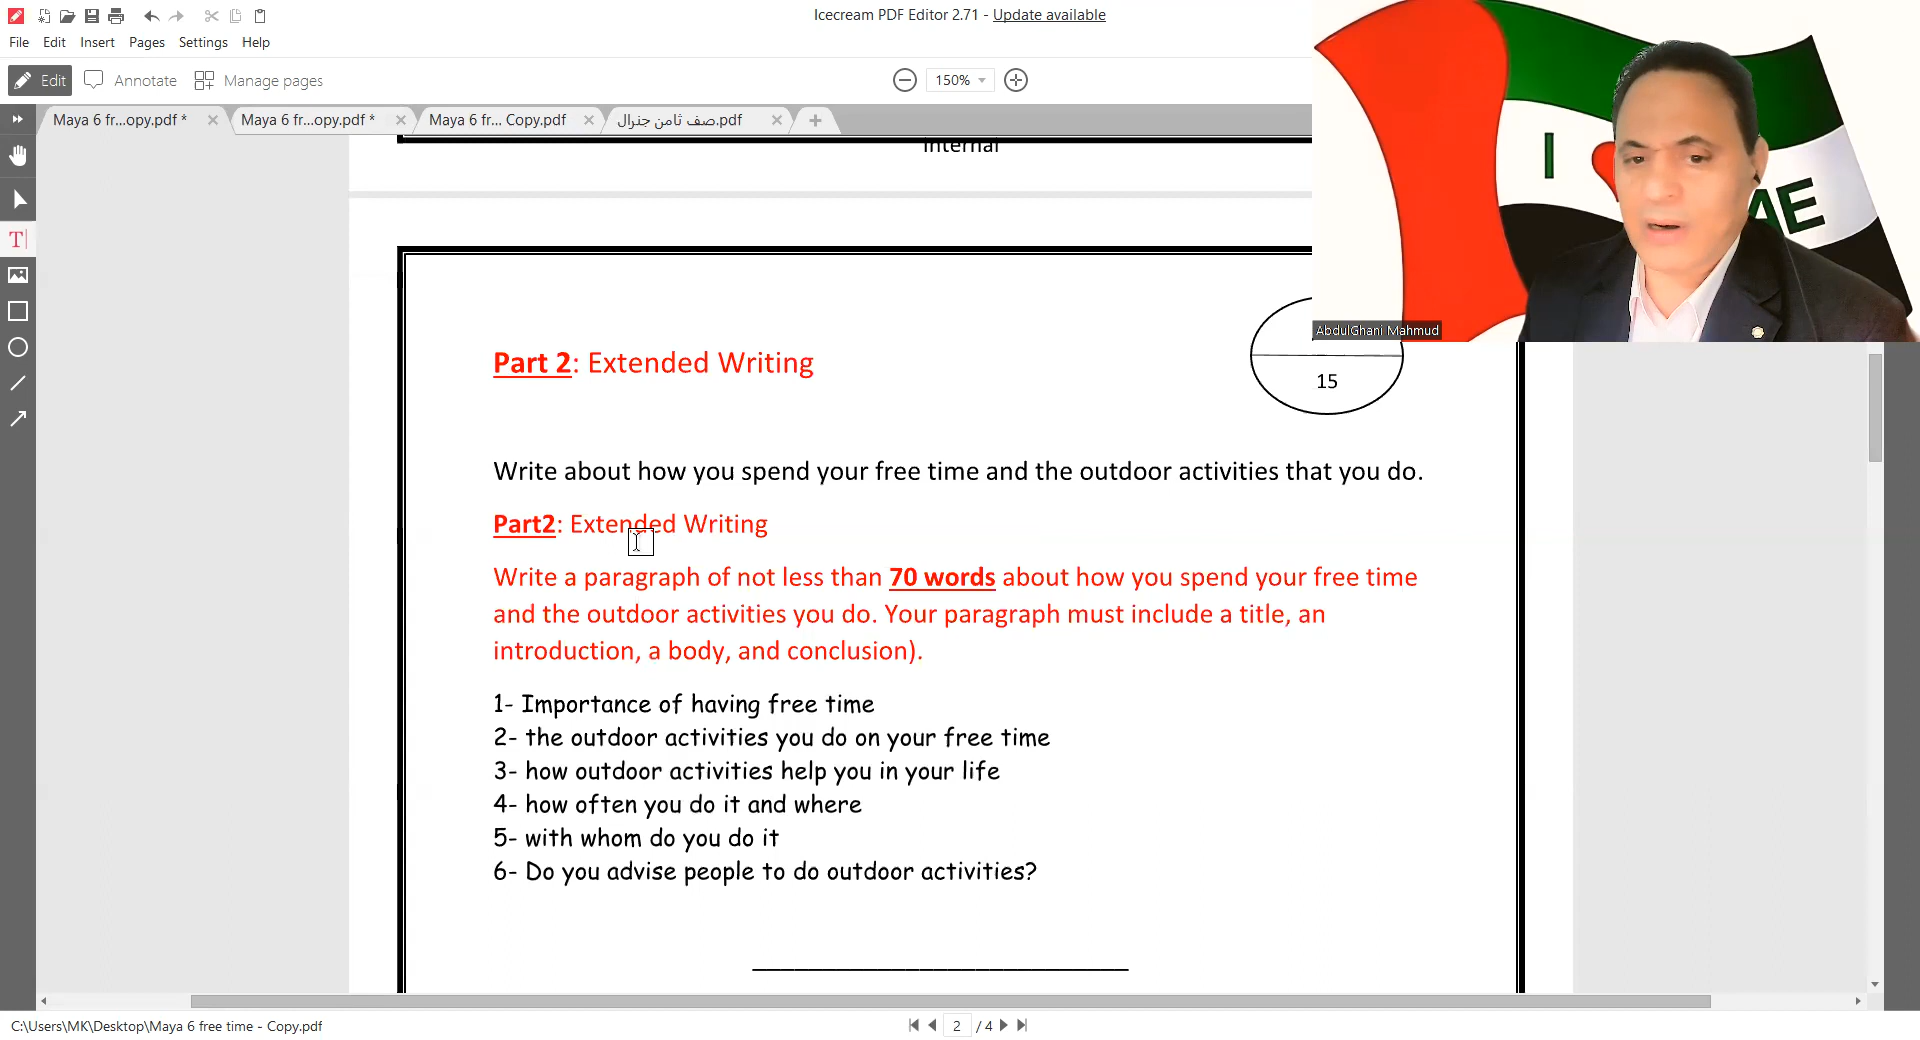 Icecream PDF Editor 2.71 - Update available
File Edit Insert Pages Settings Help
Edit Annotate Manage pages
150%
Maya 6 fr...opy.pdf * Maya 6 fr...opy.pdf * Maya 6 fr... Copy.pdf صف ثامن جنرال.pdf
Internal
I
AE
AbdulGhani Mahmud
Part 2: Extended Writing
15
Write about how you spend your free time and the outdoor activities that you do.
Part2: Extended Writing
Write a paragraph of not less than 70 words about how you spend your free time
and the outdoor activities you do. Your paragraph must include a title, an
introduction, a body, and conclusion).
1- Importance of having free time
2- the outdoor activities you do on your free time
3- how outdoor activities help you in your life
4- how often you do it and where
5- with whom do you do it
6- Do you advise people to do outdoor activities?
C:\Users\MK\Desktop\Maya 6 free time - Copy.pdf
2 / 4